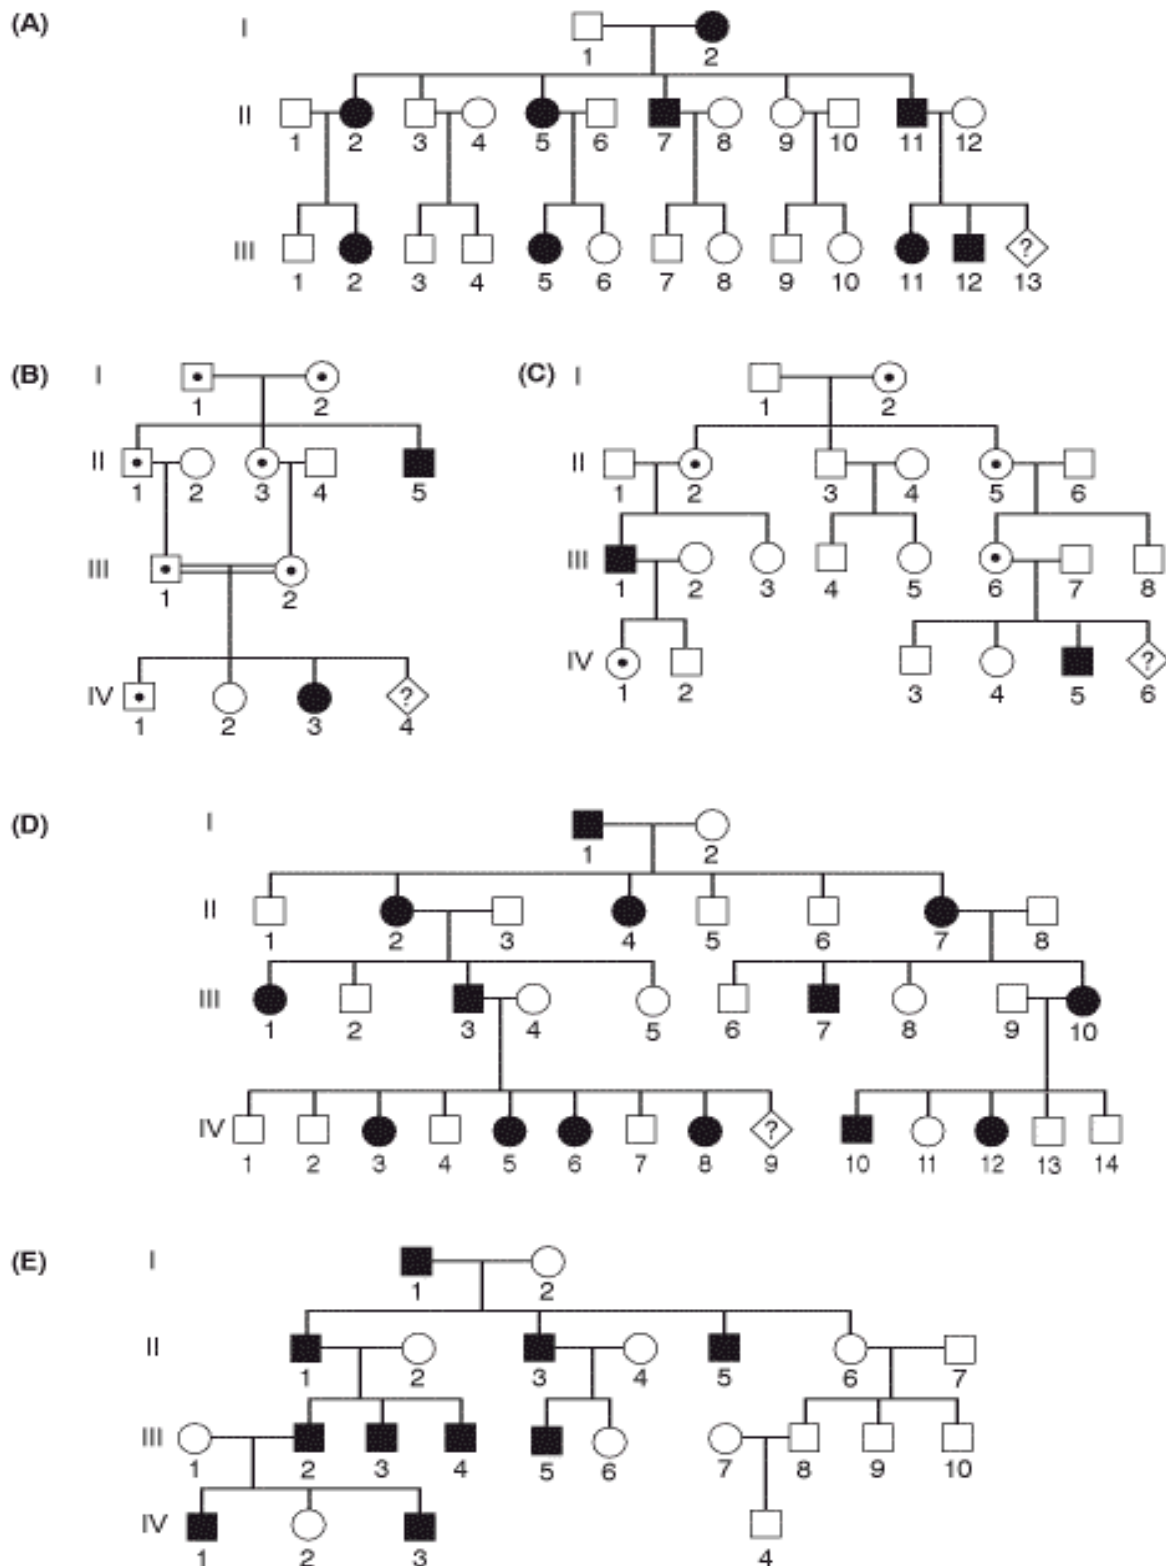 (A) I
1 2
II
1 2 3 4 5 6 7 8 9 10 11 12
III ?
1 2 3 4 5 6 7 8 9 10 11 12 13
(B) I
1 2
II
1 2 3 4 5
III
1 2
IV ?
1 2 3 4
(C) I
1 2
II
1 2 3 4 5 6
III
1 2 3 4 5 6 7 8
IV ?
1 2 3 4 5 6
(D) I
1 2
II
1 2 3 4 5 6 7 8
III
1 2 3 4 5 6 7 8 9 10
IV ?
1 2 3 4 5 6 7 8 9 10 11 12 13 14
(E) I
1 2
II
1 2 3 4 5 6 7
III
1 2 3 4 5 6 7 8 9 10
IV
1 2 3 4